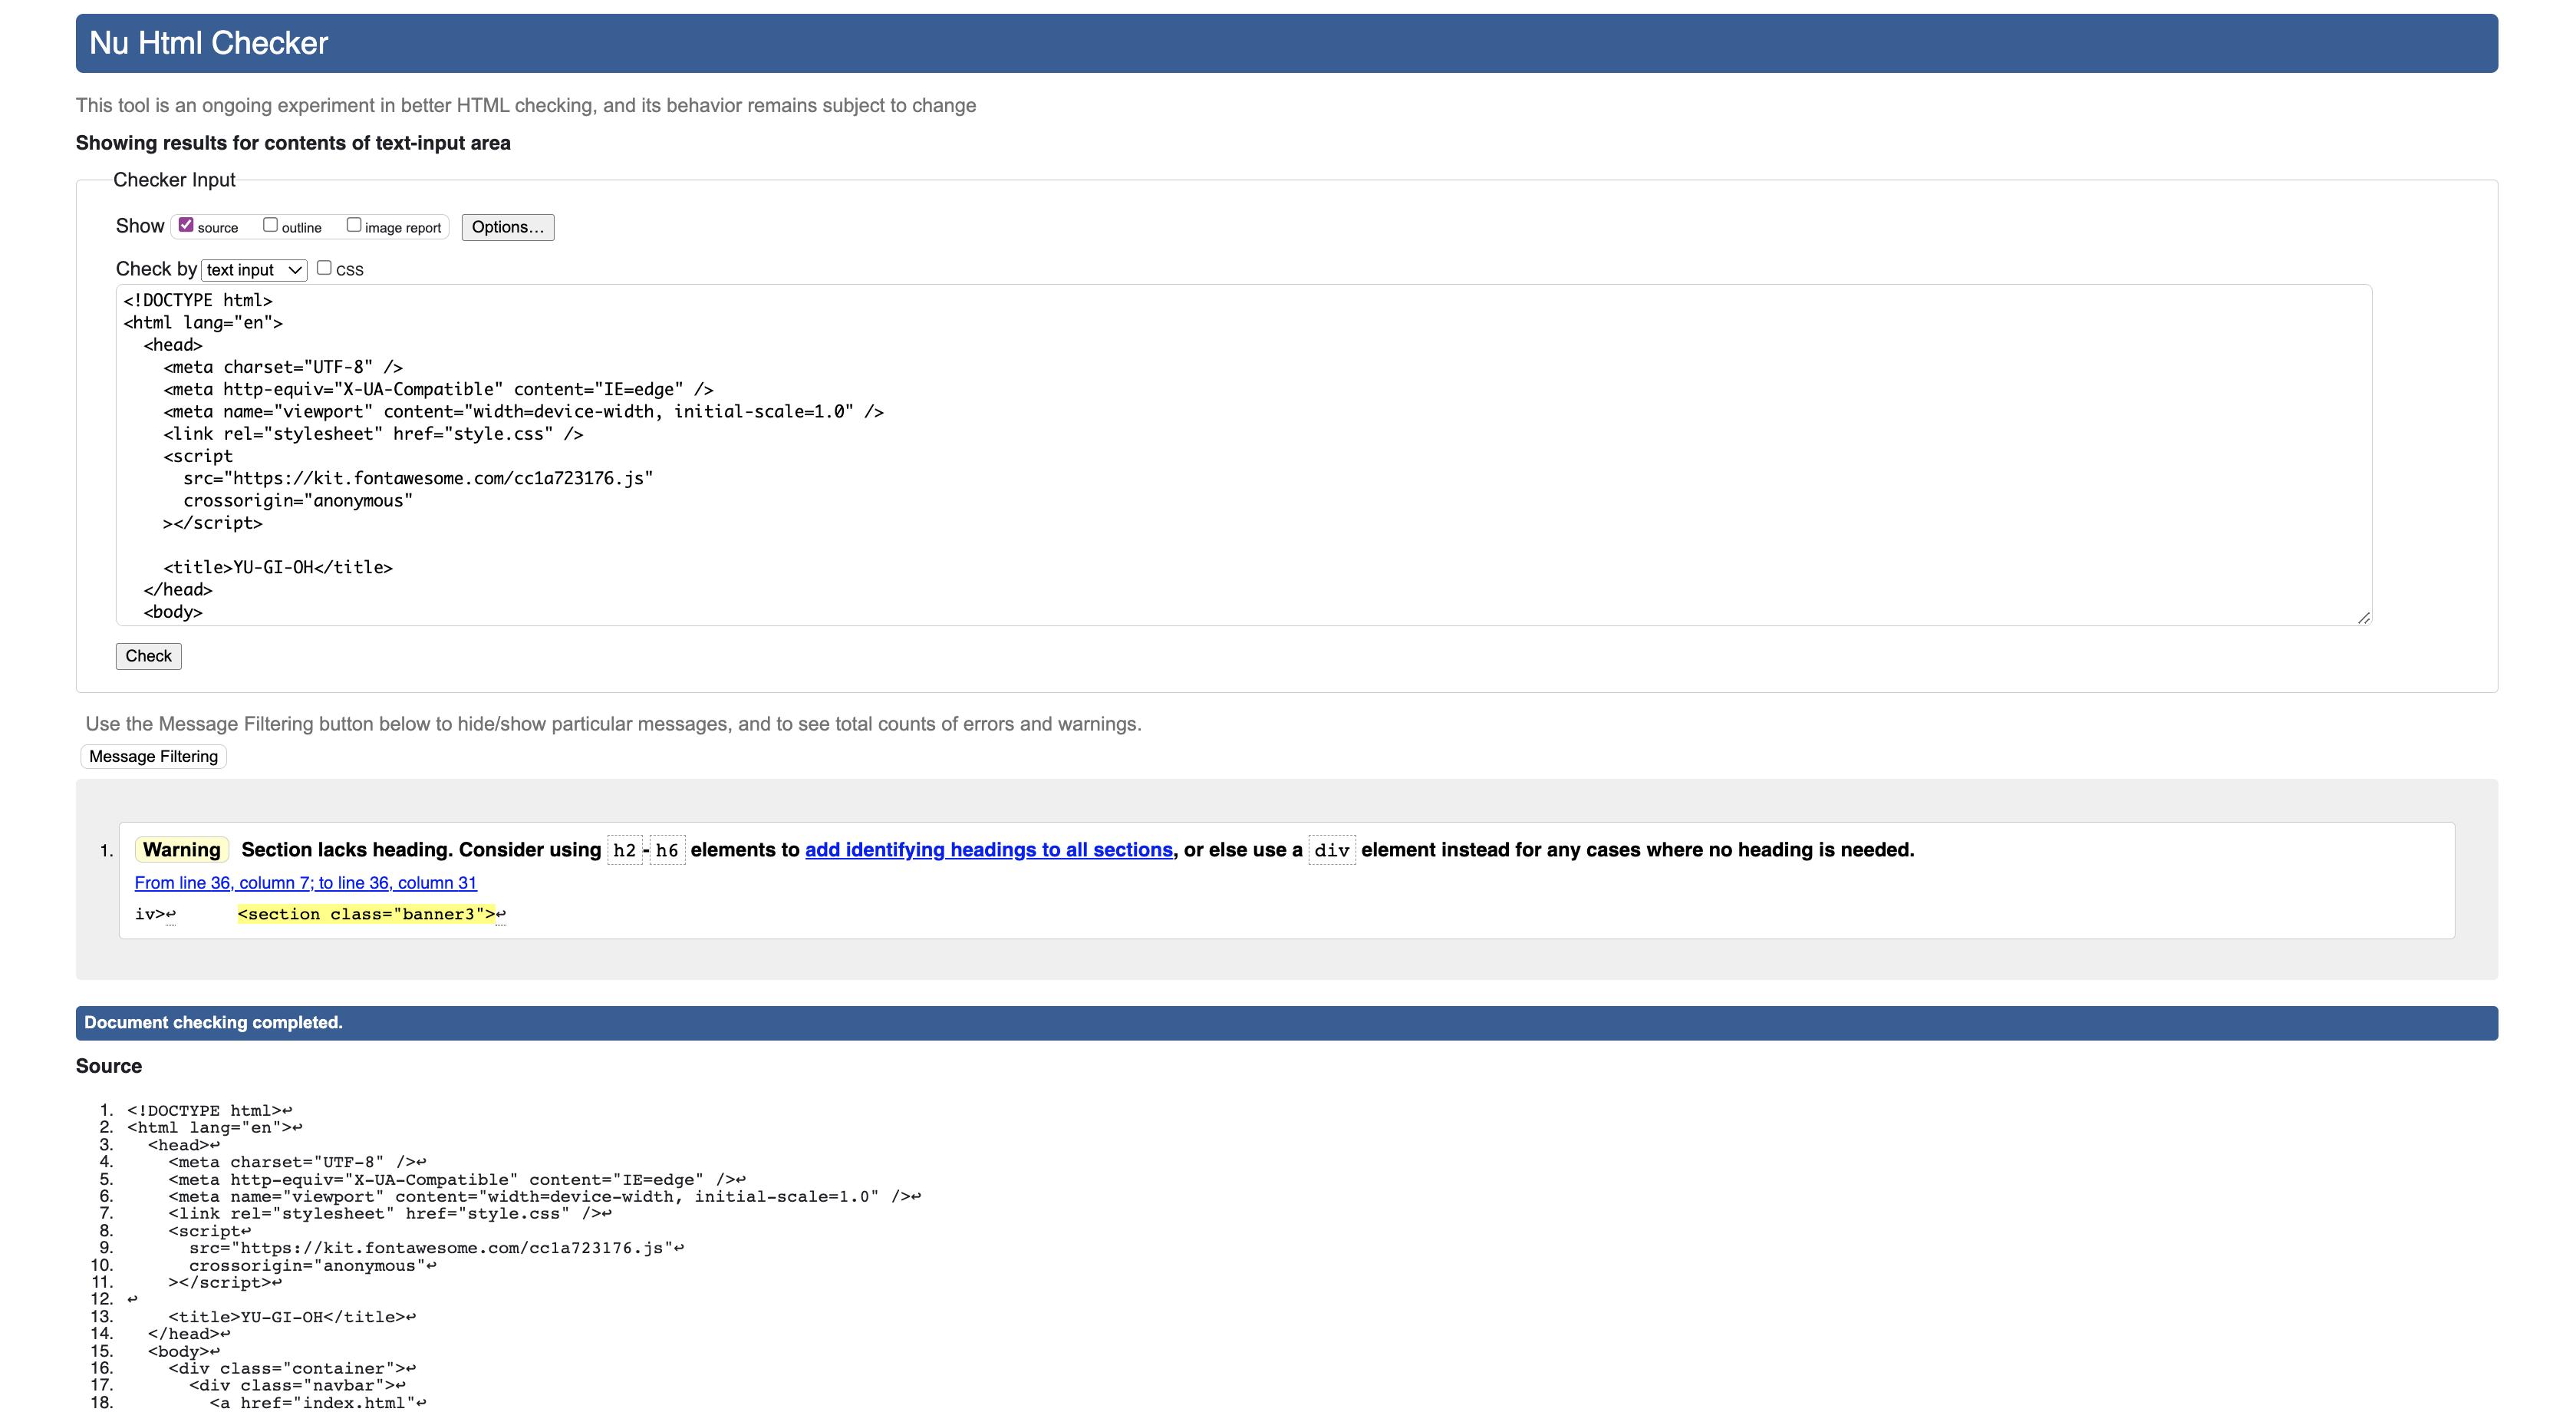 Nu Html Checker
This tool is an ongoing experiment in better HTML checking, and its behavior remains subject to change
Showing results for contents of text-input area
Checker Input
Show source outline image report Options...
Check by text input CSS
<!DOCTYPE html>
<html lang="en">
  <head>
    <meta charset="UTF-8" />
    <meta http-equiv="X-UA-Compatible" content="IE=edge" />
    <meta name="viewport" content="width=device-width, initial-scale=1.0" />
    <link rel="stylesheet" href="style.css" />
    <script
      src="https://kit.fontawesome.com/cc1a723176.js"
      crossorigin="anonymous"
    ></script>
    <title>YU-GI-OH</title>
  </head>
  <body>
Check
Use the Message Filtering button below to hide/show particular messages, and to see total counts of errors and warnings.
Message Filtering
1. Warning Section lacks heading. Consider using h2-h6 elements to add identifying headings to all sections, or else use a div element instead for any cases where no heading is needed.
From line 36, column 7; to line 36, column 31
iv>↩ <section class="banner3">↩
Document checking completed.
Source
1. <!DOCTYPE html>↩
2. <html lang="en">↩
3.   <head>↩
4.     <meta charset="UTF-8" />↩
5.     <meta http-equiv="X-UA-Compatible" content="IE=edge" />↩
6.     <meta name="viewport" content="width=device-width, initial-scale=1.0" />↩
7.     <link rel="stylesheet" href="style.css" />↩
8.     <script↩
9.       src="https://kit.fontawesome.com/cc1a723176.js"↩
10.       crossorigin="anonymous"↩
11.     ></script>↩
12. ↩
13.     <title>YU-GI-OH</title>↩
14.   </head>↩
15.   <body>↩
16.     <div class="container">↩
17.       <div class="navbar">↩
18.         <a href="index.html"↩